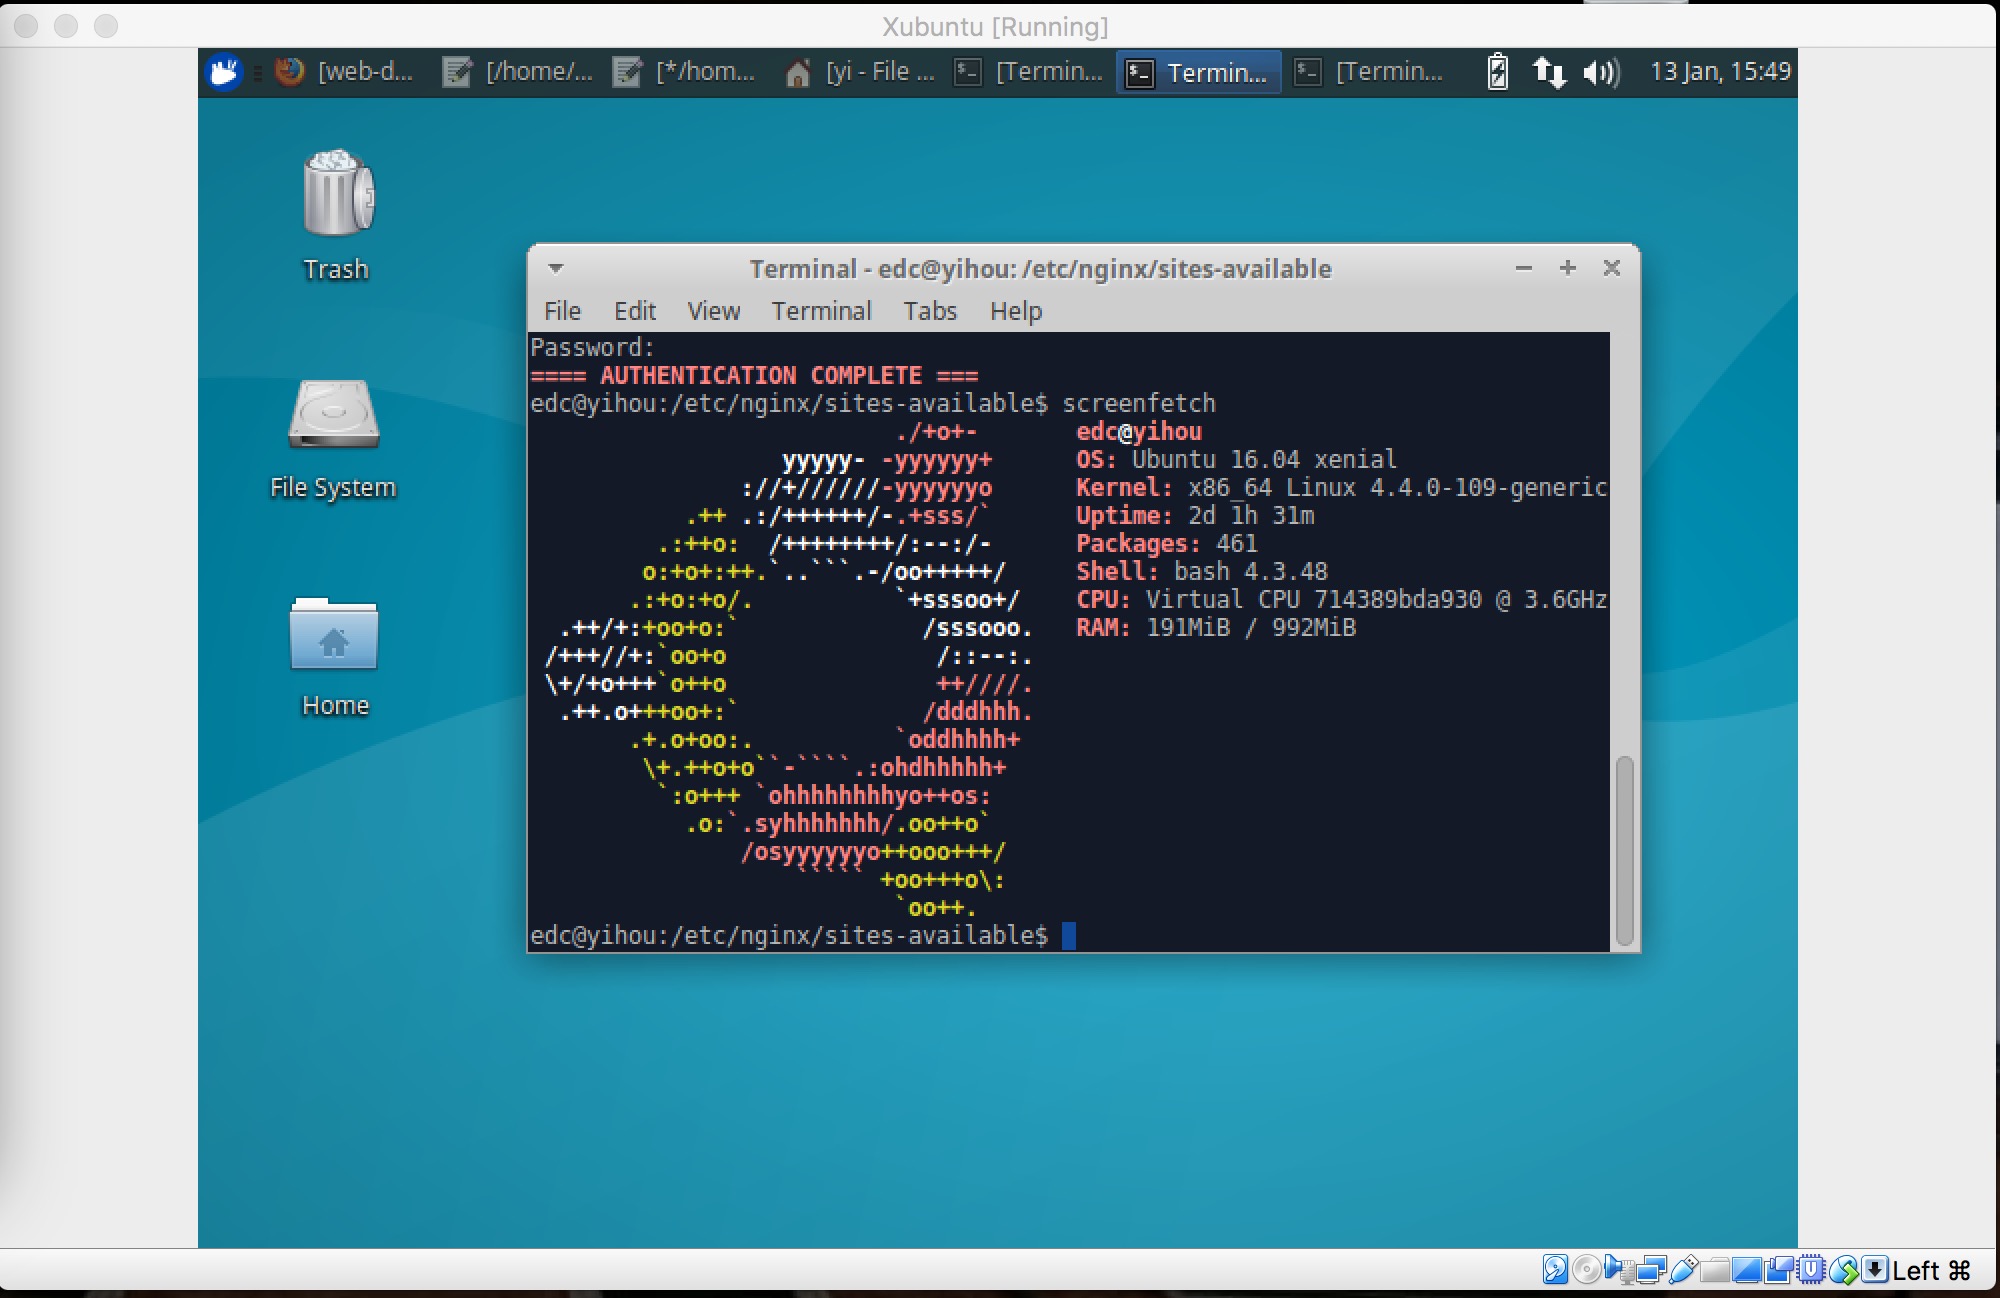 Xubuntu [Running]
[web-d... [/home/... [*/hom... [yi - File ... [Termin... Termin... [Termin... 13 Jan, 15:49
Trash
File System
Home
Terminal - edc@yihou: /etc/nginx/sites-available
File Edit View Terminal Tabs Help
Password:
==== AUTHENTICATION COMPLETE ===
edc@yihou:/etc/nginx/sites-available$ screenfetch
                          ./+o+-       edc@yihou
                  yyyyy- -yyyyyy+      OS: Ubuntu 16.04 xenial
               ://+//////-yyyyyyo      Kernel: x86_64 Linux 4.4.0-109-generic
           .++ .:/++++++/-.+sss/`      Uptime: 2d 1h 31m
         .:++o:  /++++++++/:--:/-      Packages: 461
        o:+o+:++.`..```.-/oo+++++/     Shell: bash 4.3.48
       .:+o:+o/.          `+sssoo+/    CPU: Virtual CPU 714389bda930 @ 3.6GHz
  .++/+:+oo+o:`             /sssooo.   RAM: 191MiB / 992MiB
 /+++//+:`oo+o               /::--:.
 \+/+o+++`o++o               ++////.
  .++.o+++oo+:`             /dddhhh.
       .+.o+oo:.          `oddhhhh+
        \+.++o+o``-````.:ohdhhhhh+
         `:o+++ `ohhhhhhhhyo++os:
           .o:`.syhhhhhhh/.oo++o`
               /osyyyyyyo++ooo+++/
                   ````` +oo+++o\:
                          `oo++.
edc@yihou:/etc/nginx/sites-available$
Left ⌘